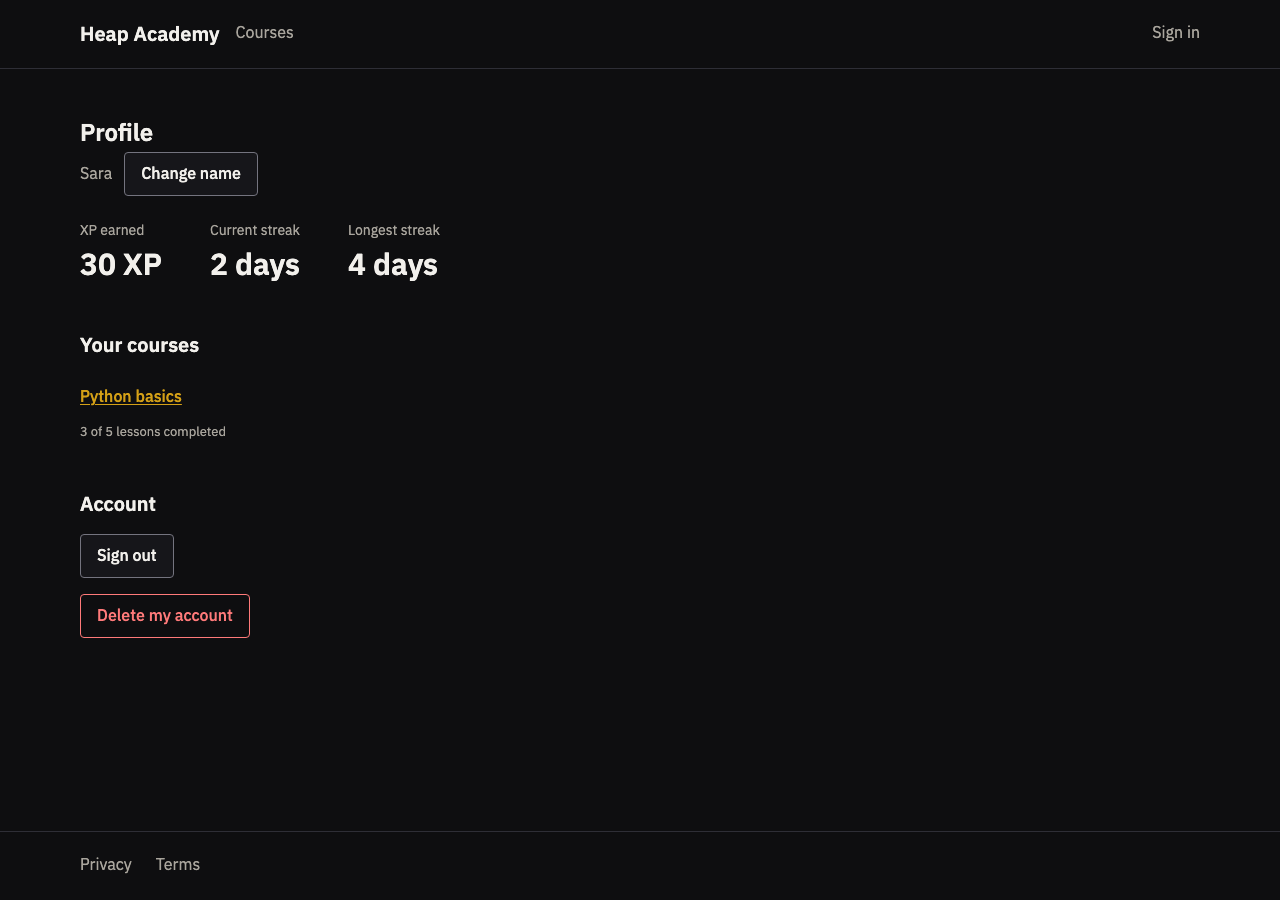 Heap Academy Courses Sign in
Profile
Sara Change name
XP earned Current streak Longest streak
30 XP 2 days 4 days
Your courses
Python basics
3 of 5 lessons completed
Account
Sign out
Delete my account
Privacy Terms